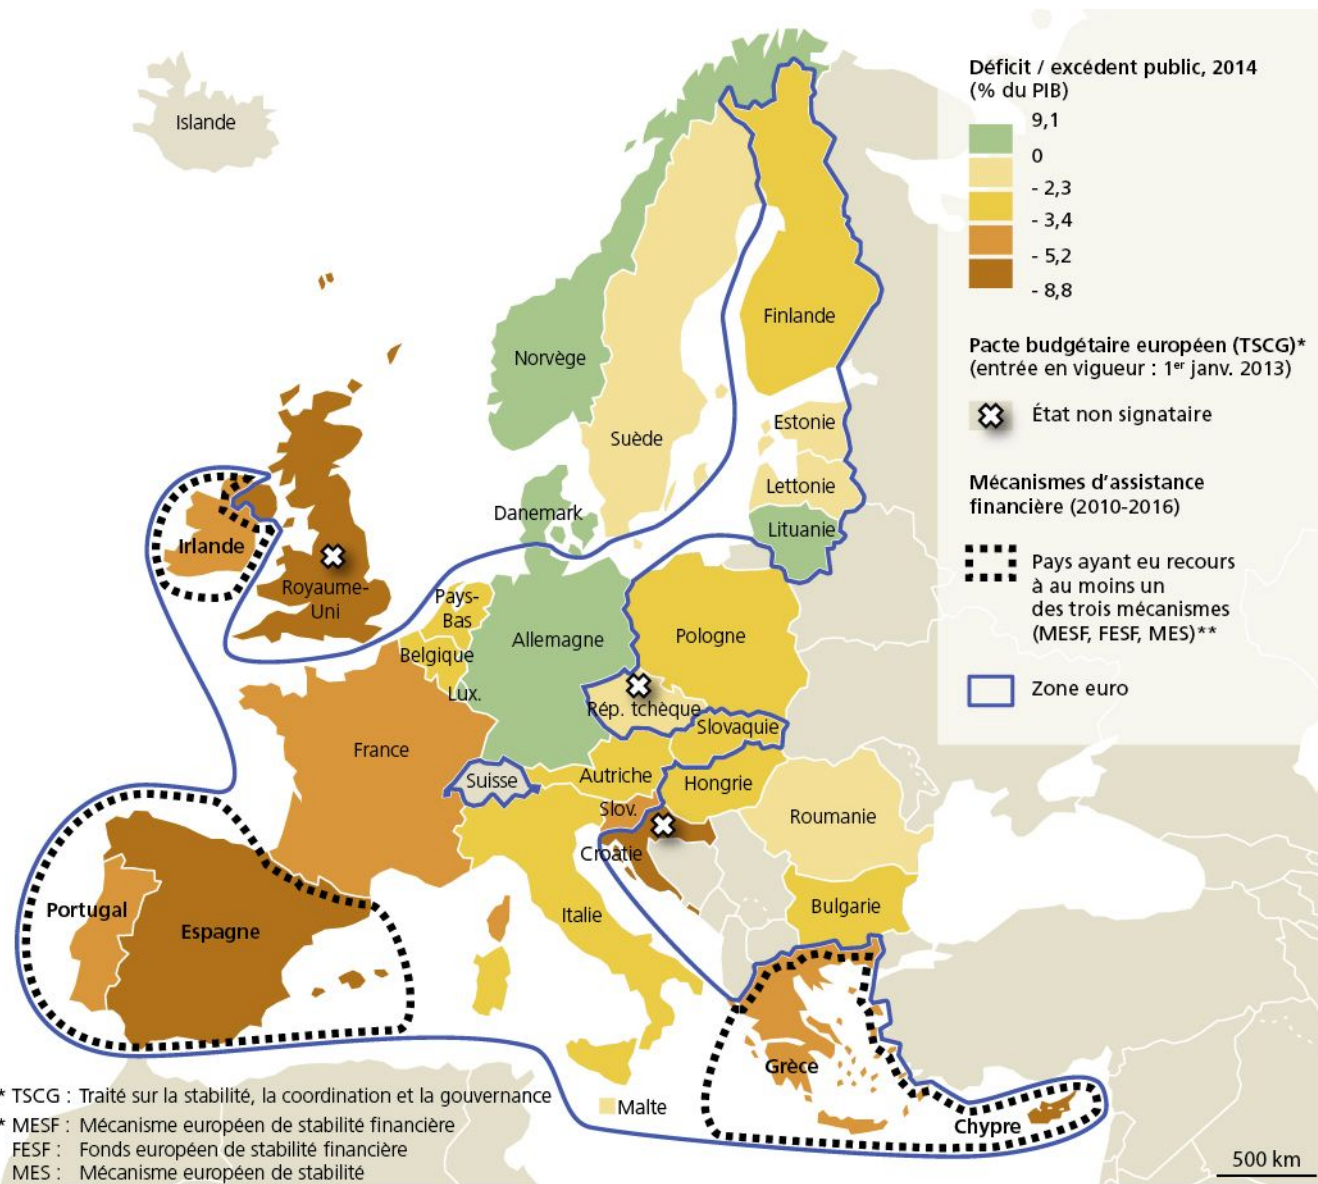 Islande
Norvège
Suède
Finlande
Estonie
Lettonie
Lituanie
Danemark
Irlande
Royaume-
Uni
Pays-
Bas
Belgique
Lux.
Allemagne
Pologne
Rép. tchèque
Slovaquie
France
Suisse
Autriche
Hongrie
Slov.
Croatie
Roumanie
Bulgarie
Italie
Portugal
Espagne
Grèce
Malte
Chypre
Déficit / excédent public, 2014
(% du PIB)
9,1
0
- 2,3
- 3,4
- 5,2
- 8,8
Pacte budgétaire européen (TSCG)*
(entrée en vigueur : 1er janv. 2013)
État non signataire
Mécanismes d'assistance
financière (2010-2016)
Pays ayant eu recours
à au moins un
des trois mécanismes
(MESF, FESF, MES)**
Zone euro
* TSCG : Traité sur la stabilité, la coordination et la gouvernance
* MESF : Mécanisme européen de stabilité financière
FESF : Fonds européen de stabilité financière
MES : Mécanisme européen de stabilité
500 km